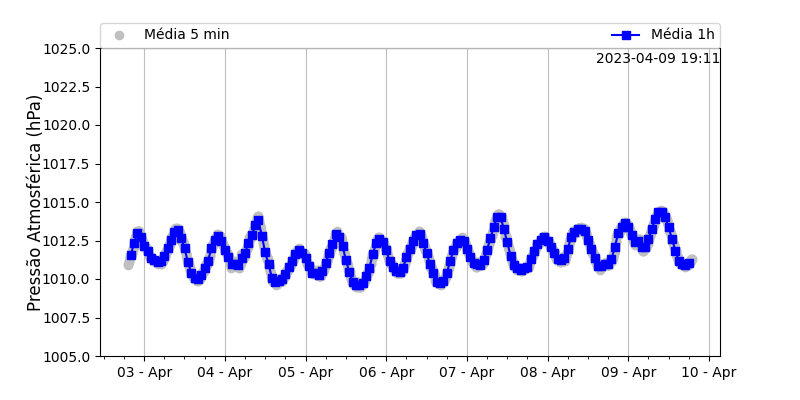 Média 5 min
Média 1h
2023-04-09 19:11
Pressão Atmosférica (hPa)
1025.0
1022.5
1020.0
1017.5
1015.0
1012.5
1010.0
1007.5
1005.0
03 - Apr
04 - Apr
05 - Apr
06 - Apr
07 - Apr
08 - Apr
09 - Apr
10 - Apr